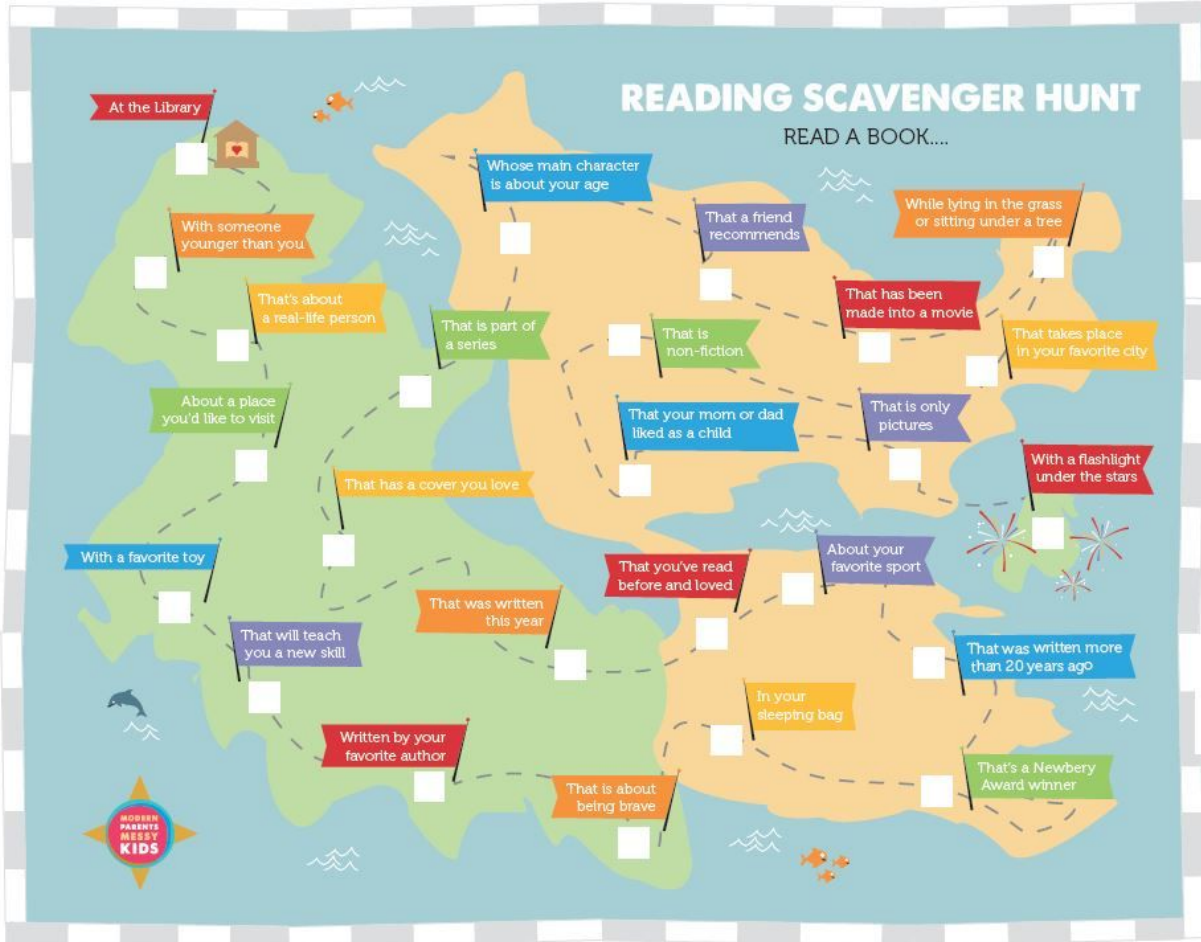 READING SCAVENGER HUNT
READ A BOOK....
At the Library
With someone
younger than you
That's about
a real-life person
About a place
you'd like to visit
With a favorite toy
That will teach
you a new skill
Written by your
favorite author
That is about
being brave
In your
sleeping bag
That's a Newbery
Award winner
That was written more
than 20 years ago
About your
favorite sport
That you've read
before and loved
That was written
this year
That has a cover you love
That is part of
a series
Whose main character
is about your age
That a friend
recommends
That has been
made into a movie
While lying in the grass
or sitting under a tree
That takes place
in your favorite city
That is only
pictures
That is
non-fiction
That your mom or dad
liked as a child
With a flashlight
under the stars
MODERN
PARENTS
MESSY
KIDS